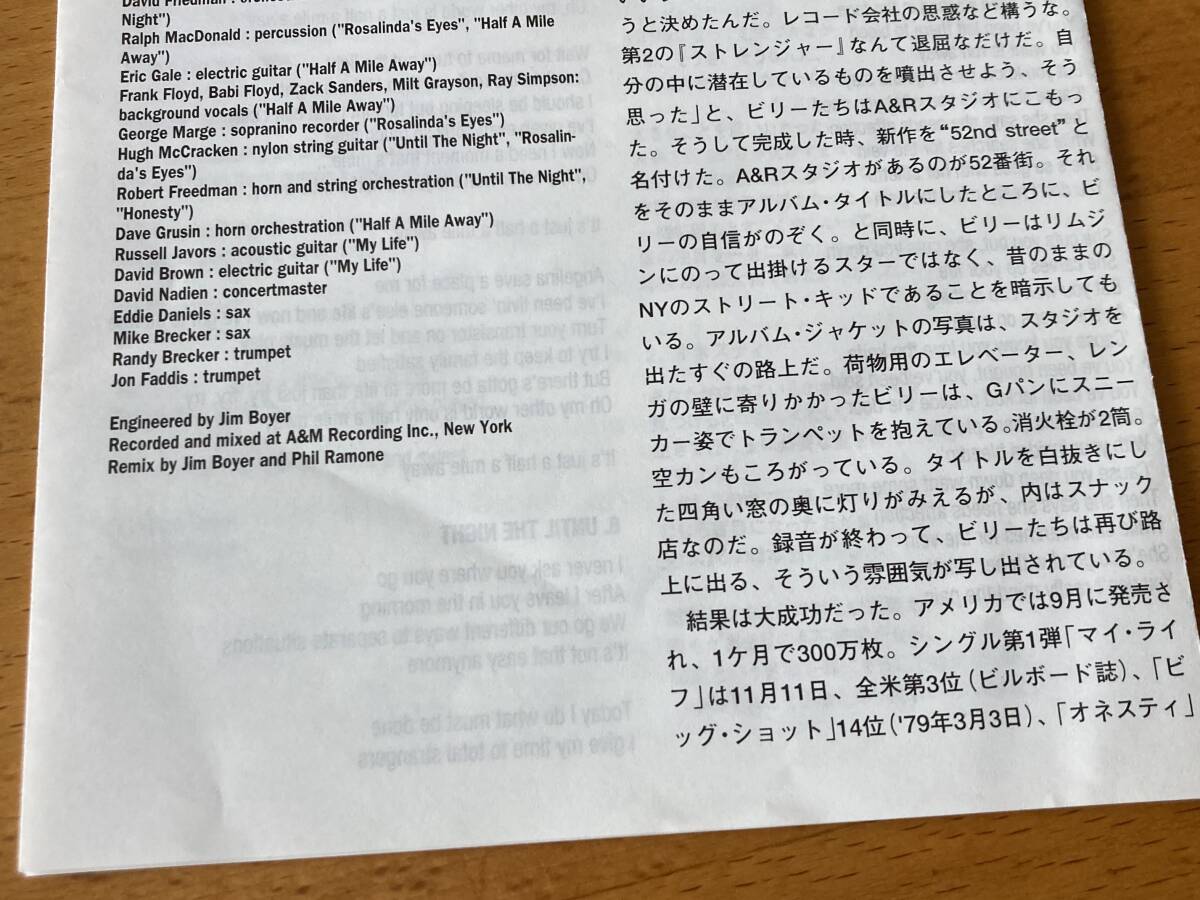 Night")
Ralph MacDonald : percussion ("Rosalinda's Eyes", "Half A Mile
Away")
Eric Gale : electric guitar ("Half A Mile Away")
Frank Floyd, Babi Floyd, Zack Sanders, Milt Grayson, Ray Simpson:
background vocals ("Half A Mile Away")
George Marge : sopranino recorder ("Rosalinda's Eyes")
Hugh McCracken : nylon string guitar ("Until The Night", "Rosalin-
da's Eyes")
Robert Freedman : horn and string orchestration ("Until The Night",
"Honesty")
Dave Grusin : horn orchestration ("Half A Mile Away")
Russell Javors : acoustic guitar ("My Life")
David Brown : electric guitar ("My Life")
David Nadien : concertmaster
Eddie Daniels : sax
Mike Brecker : sax
Randy Brecker : trumpet
Jon Faddis : trumpet
Engineered by Jim Boyer
Recorded and mixed at A&M Recording Inc., New York
Remix by Jim Boyer and Phil Ramone
うと決めたんだ。レコード会社の思惑など構うな。
第2の『ストレンジャー』なんて退屈なだけだ。自
分の中に潜在しているものを噴出させよう、そう
思った」と、ビリーたちはA&Rスタジオにこもっ
た。そうして完成した時、新作を“52nd street”と
名付けた。A&Rスタジオがあるのが52番街。それ
をそのままアルバム・タイトルにしたところに、ビ
リーの自信がのぞく。と同時に、ビリーはリムジ
ンにのって出掛けるスターではなく、昔のままの
NYのストリート・キッドであることを暗示しても
いる。アルバム・ジャケットの写真は、スタジオを
出たすぐの路上だ。荷物用のエレベーター、レン
ガの壁に寄りかかったビリーは、Gパンにスニー
カー姿でトランペットを抱えている。消火栓が2筒。
空カンもころがっている。タイトルを白抜きにし
た四角い窓の奥に灯りがみえるが、内はスナック
店なのだ。録音が終わって、ビリーたちは再び路
上に出る、そういう雰囲気が写し出されている。
結果は大成功だった。アメリカでは9月に発売さ
れ、1ケ月で300万枚。シングル第1弾「マイ・ライ
フ」は11月11日、全米第3位(ビルボード誌)、「ビ
ッグ・ショット」14位('79年3月3日)、「オネスティ」